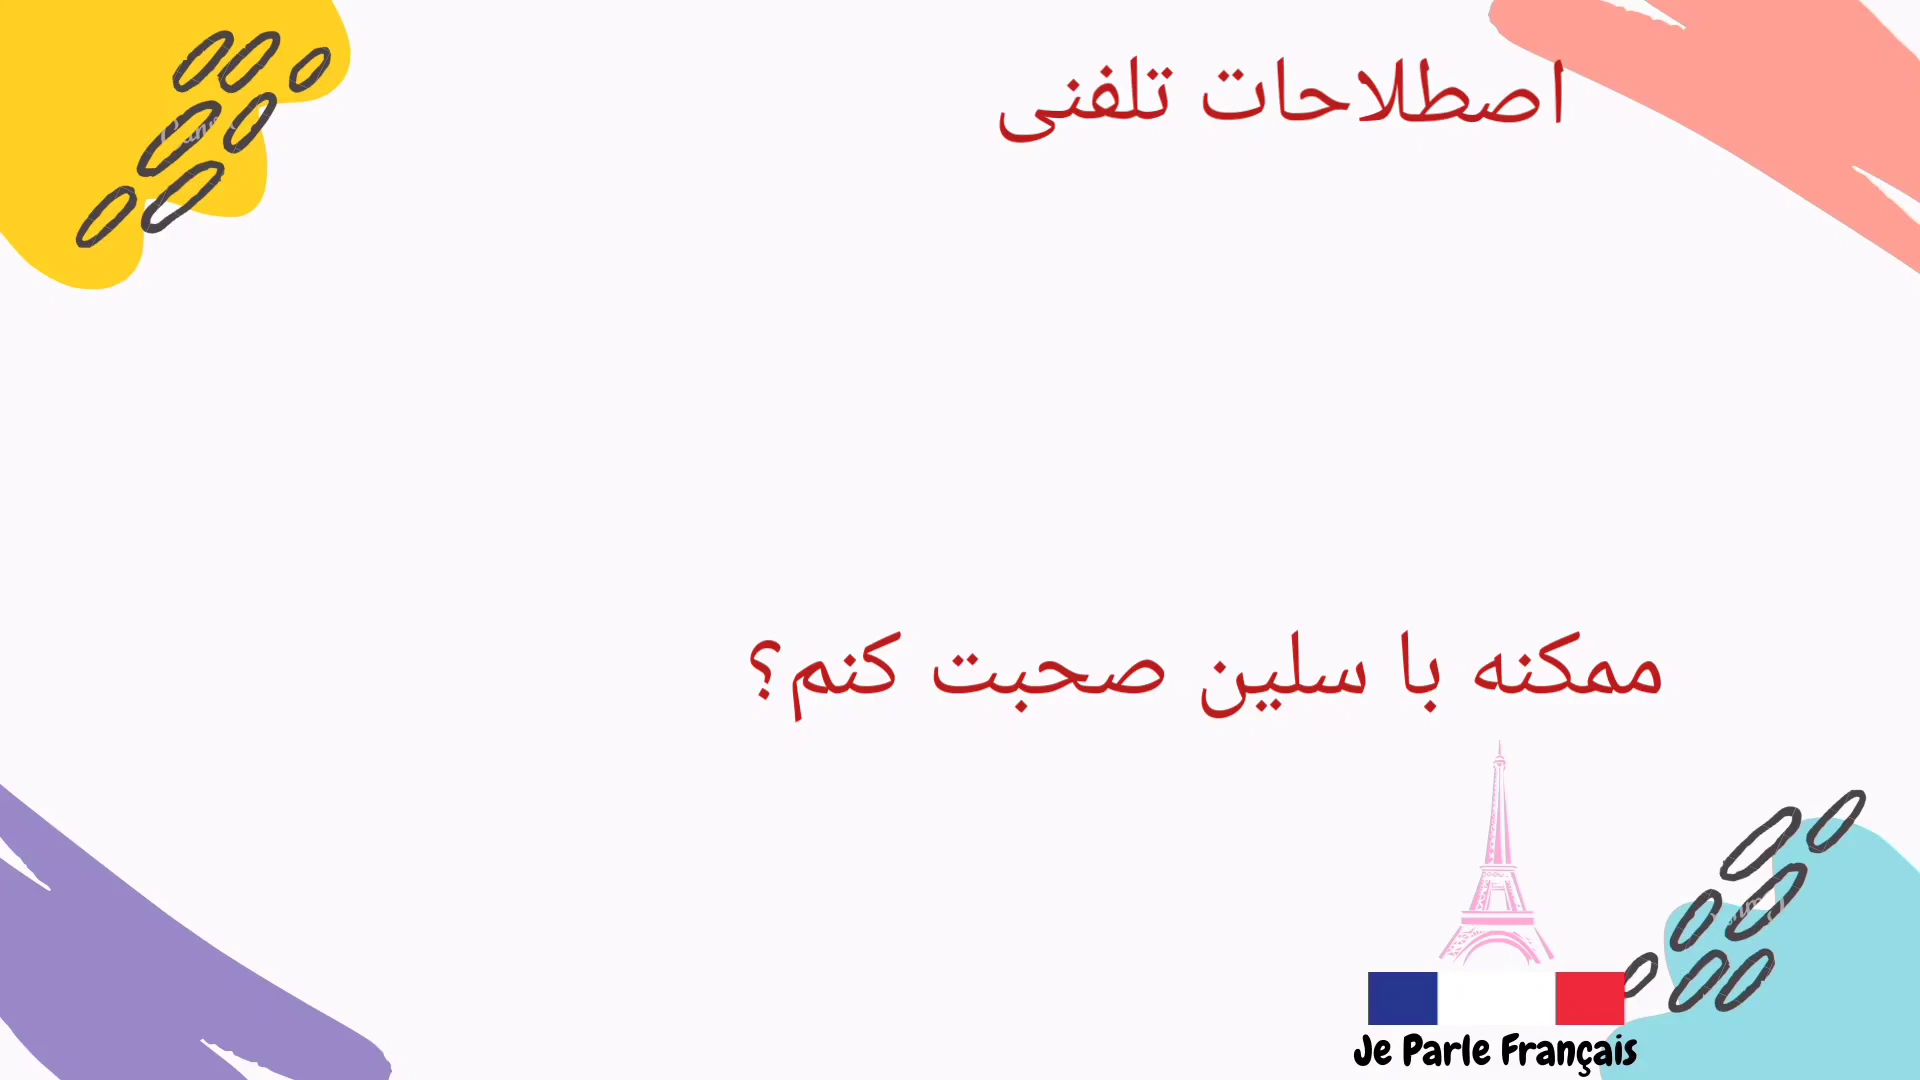 اصطلاحات تلفنی
ممکنه با سلین صحبت کنم؟
Je Parle Français